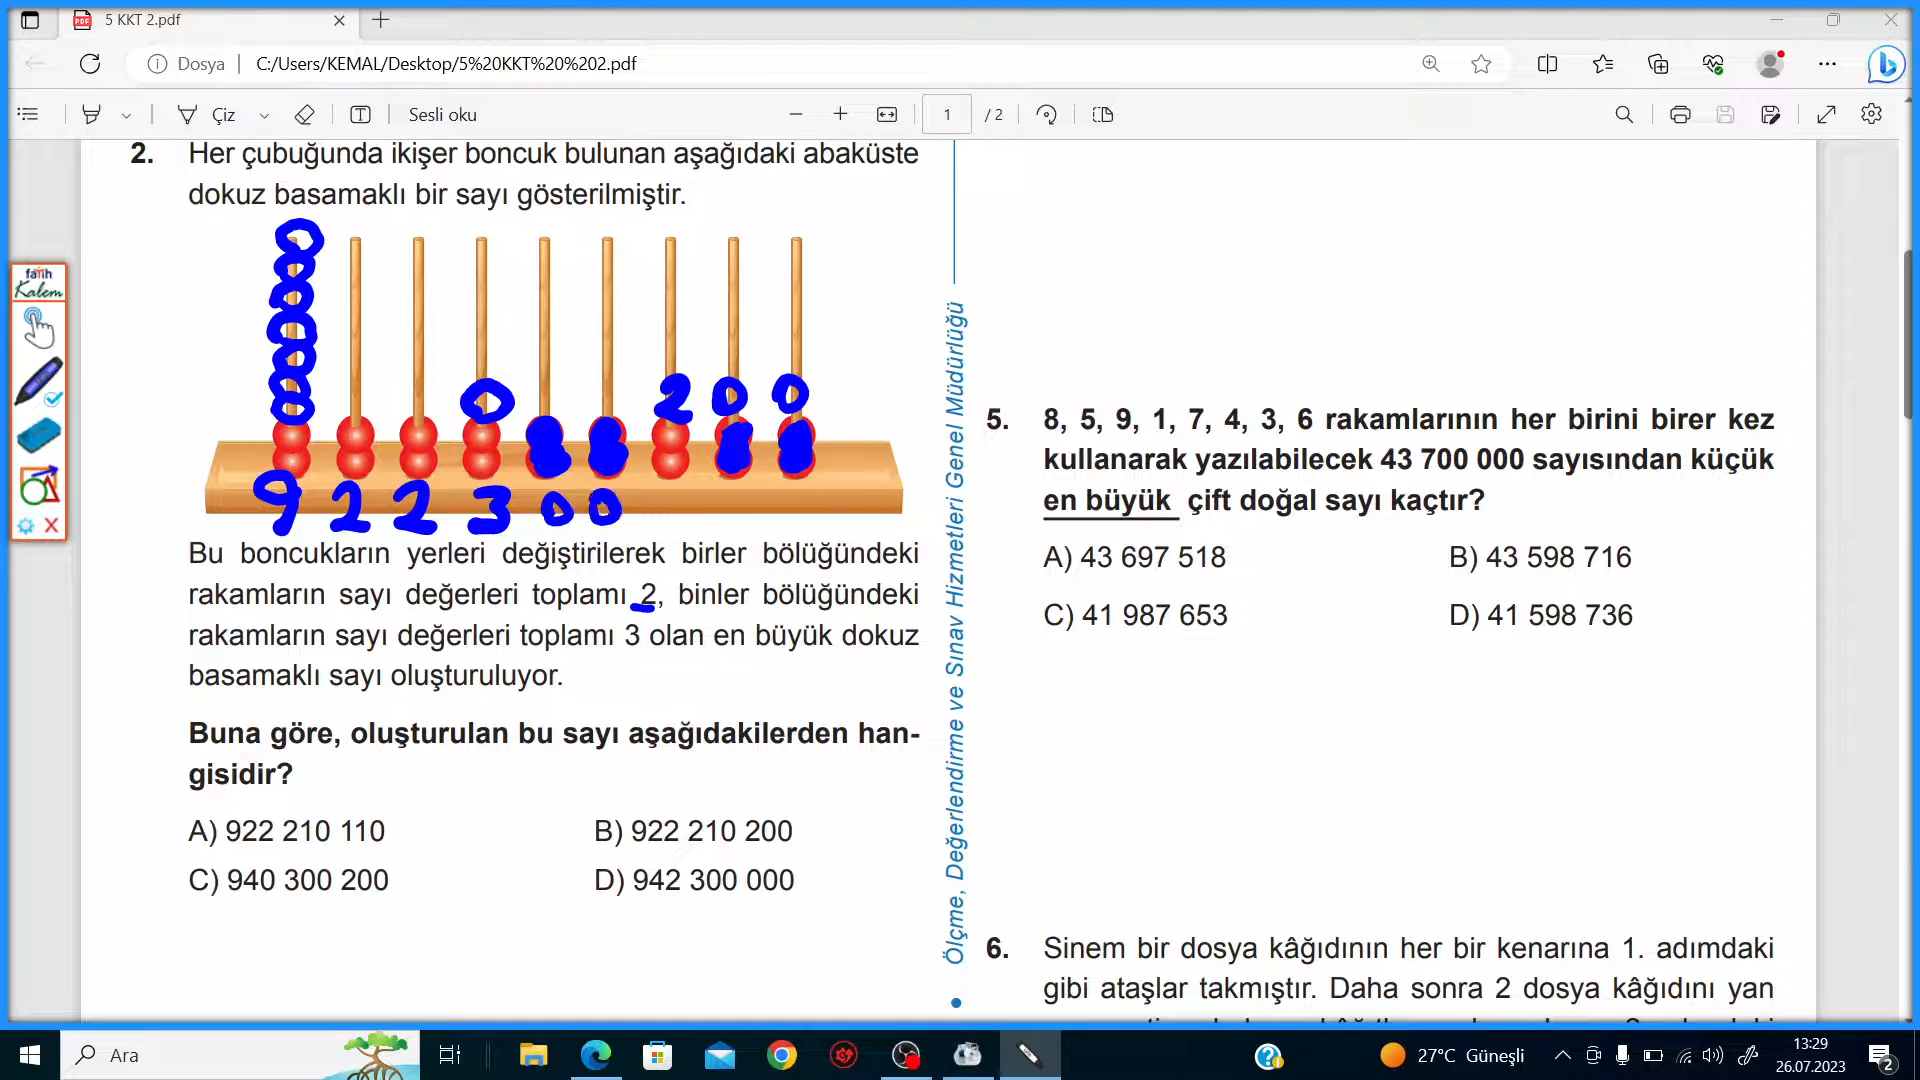 5 KKT 2.pdf
Dosya | C:/Users/KEMAL/Desktop/5%20KKT%20%202.pdf
Çiz
Sesli oku
1 / 2
2. Her çubuğunda ikişer boncuk bulunan aşağıdaki abaküste
dokuz basamaklı bir sayı gösterilmiştir.
0 2 0 0
9 2 2 3 0 0
Bu boncukların yerleri değiştirilerek birler bölüğündeki
rakamların sayı değerleri toplamı 2, binler bölüğündeki
rakamların sayı değerleri toplamı 3 olan en büyük dokuz
basamaklı sayı oluşturuluyor.
Buna göre, oluşturulan bu sayı aşağıdakilerden han-
gisidir?
A) 922 210 110 B) 922 210 200
C) 940 300 200 D) 942 300 000
fatih
Kalem
Ölçme, Değerlendirme ve Sınav Hizmetleri Genel Müdürlüğü
5. 8, 5, 9, 1, 7, 4, 3, 6 rakamlarının her birini birer kez
kullanarak yazılabilecek 43 700 000 sayısından küçük
en büyük çift doğal sayı kaçtır?
A) 43 697 518 B) 43 598 716
C) 41 987 653 D) 41 598 736
6. Sinem bir dosya kâğıdının her bir kenarına 1. adımdaki
gibi ataşlar takmıştır. Daha sonra 2 dosya kâğıdını yan
Ara
27°C Güneşli
13:29
26.07.2023
2